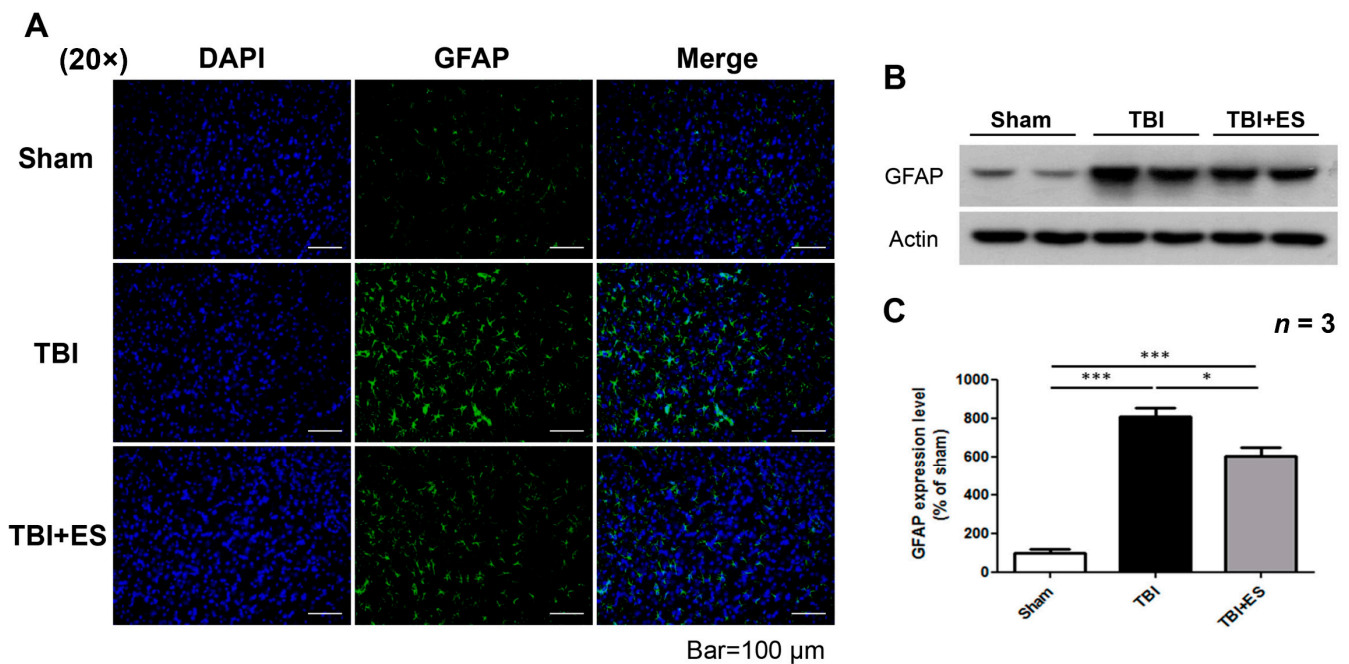 A
(20×) DAPI GFAP Merge
Sham
TBI
TBI+ES
Bar=100 µm
B
Sham TBI TBI+ES
GFAP
Actin
C
n = 3
***
*** *
GFAP expression level
(% of sham)
1000
800
600
400
200
0
Sham TBI TBI+ES